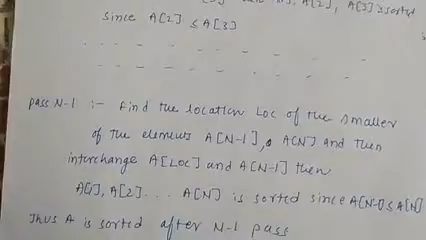 A[2], A[3] is sorted
since A[2] ≤ A[3]
Pass N-1 :- Find the location Loc of the smaller
of the elements A[N-1], A[N] and then
interchange A[Loc] and A[N-1] then
A[1], A[2] ... A[N] is sorted since A[N-1] ≤ A[N]
Thus A is sorted after N-1 pass